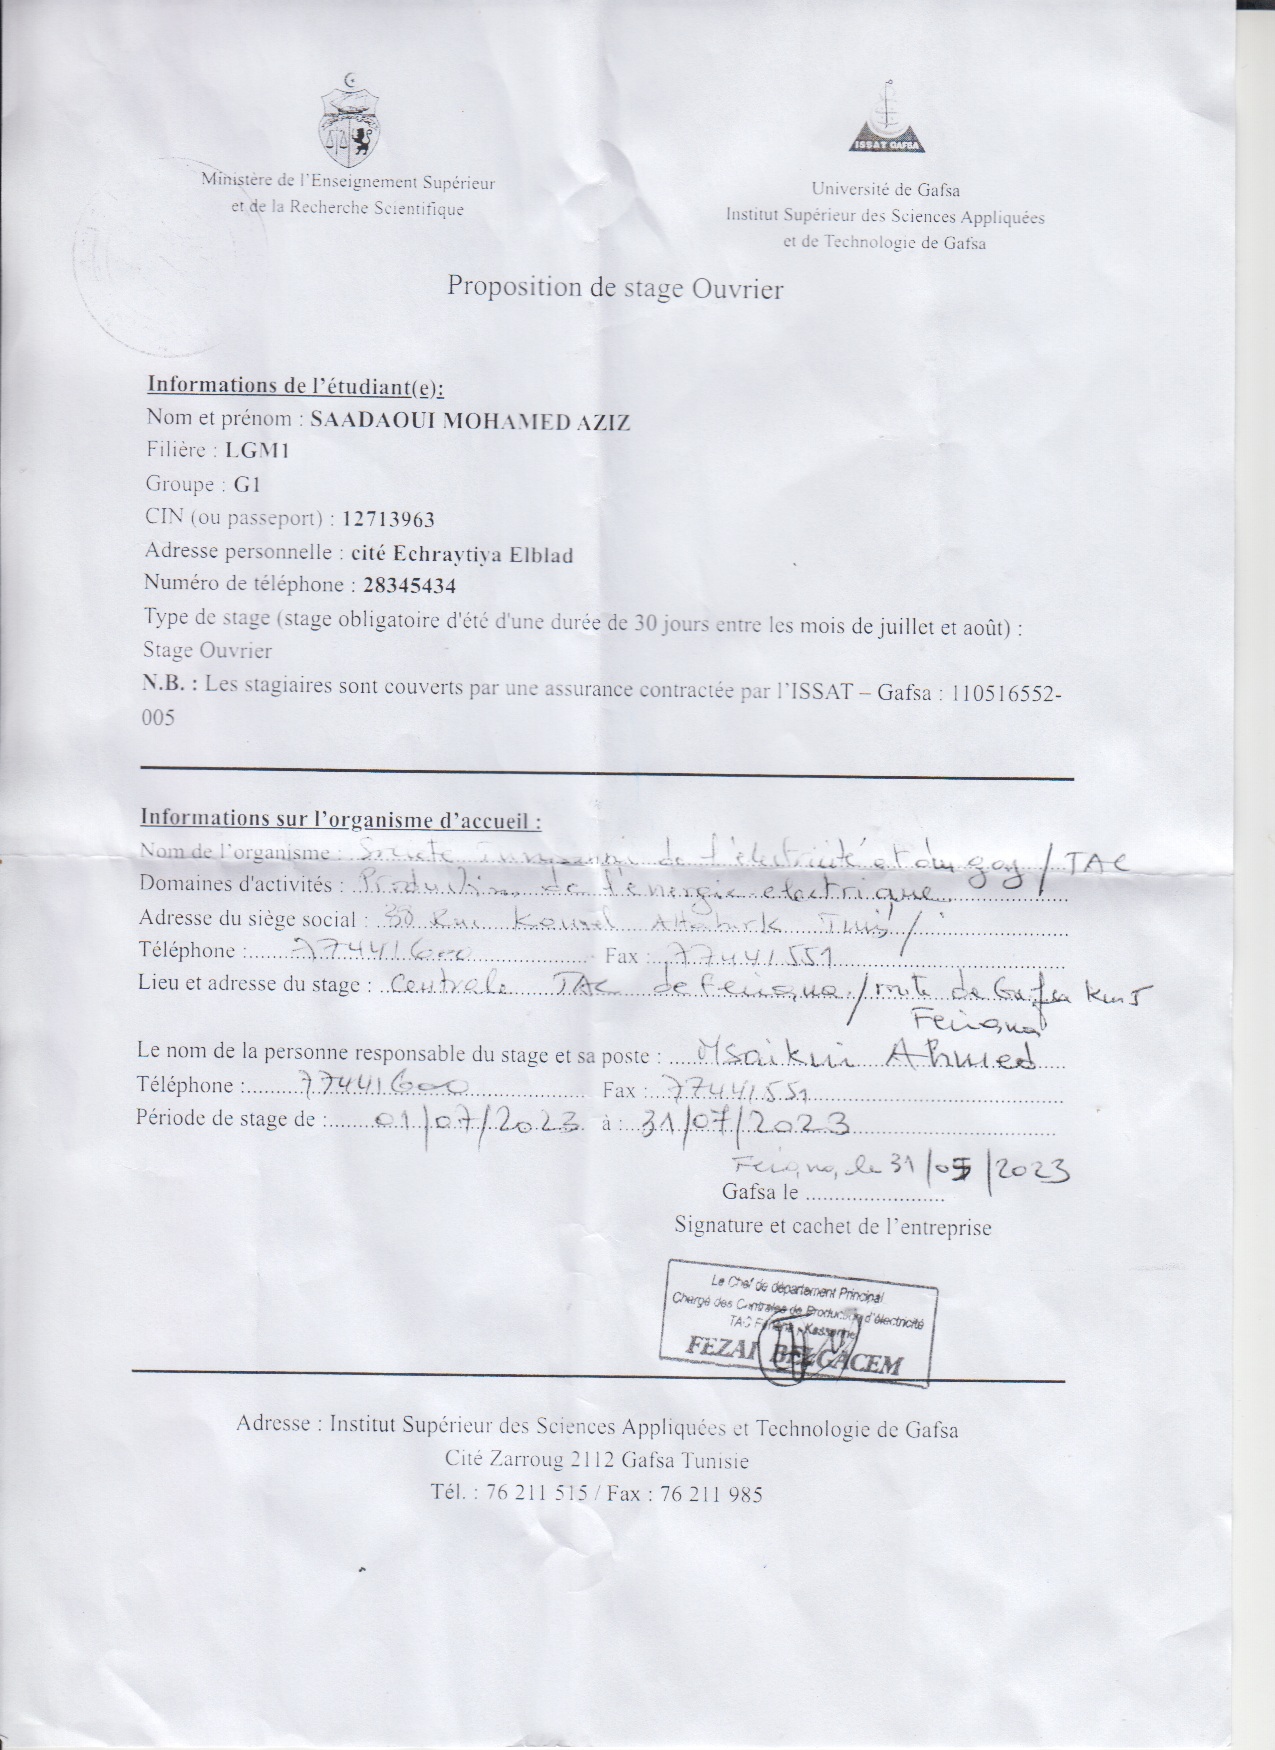 ISSAT GAFSA
Ministère de l'Enseignement Supérieur
et de la Recherche Scientifique
Université de Gafsa
Institut Supérieur des Sciences Appliquées
et de Technologie de Gafsa
Proposition de stage Ouvrier
Informations de l'étudiant(e):
Nom et prénom : SAADAOUI MOHAMED AZIZ
Filière : LGM1
Groupe : G1
CIN (ou passeport) : 12713963
Adresse personnelle : cité Echraytiya Elblad
Numéro de téléphone : 28345434
Type de stage (stage obligatoire d'été d'une durée de 30 jours entre les mois de juillet et août) :
Stage Ouvrier
N.B. : Les stagiaires sont couverts par une assurance contractée par l'ISSAT – Gafsa : 110516552-
005
Informations sur l'organisme d'accueil :
Nom de l'organisme : Societe de l'électricité et du gaz / TAC
Domaines d'activités : Production de l'énergie electrique
Adresse du siège social : 38 Rue Kamel Attaturk Tunis
Téléphone : 77441600 Fax : 77441551
Lieu et adresse du stage : Centrale TAC de Feriana / route de Gafsa Km5
Feriana
Le nom de la personne responsable du stage et sa poste : Ahmed
Téléphone : 77441600 Fax : 77441551
Période de stage de : 01/07/2023 à : 31/07/2023
Feriana, le 31/05/2023
Gafsa le ........................
Signature et cachet de l'entreprise
Le Chef de département Principal
Chargé des Centrales de Production d'électricité
TAC Feriana - Kasserine
FEZAI BELGACEM
Adresse : Institut Supérieur des Sciences Appliquées et Technologie de Gafsa
Cité Zarroug 2112 Gafsa Tunisie
Tél. : 76 211 515 / Fax : 76 211 985